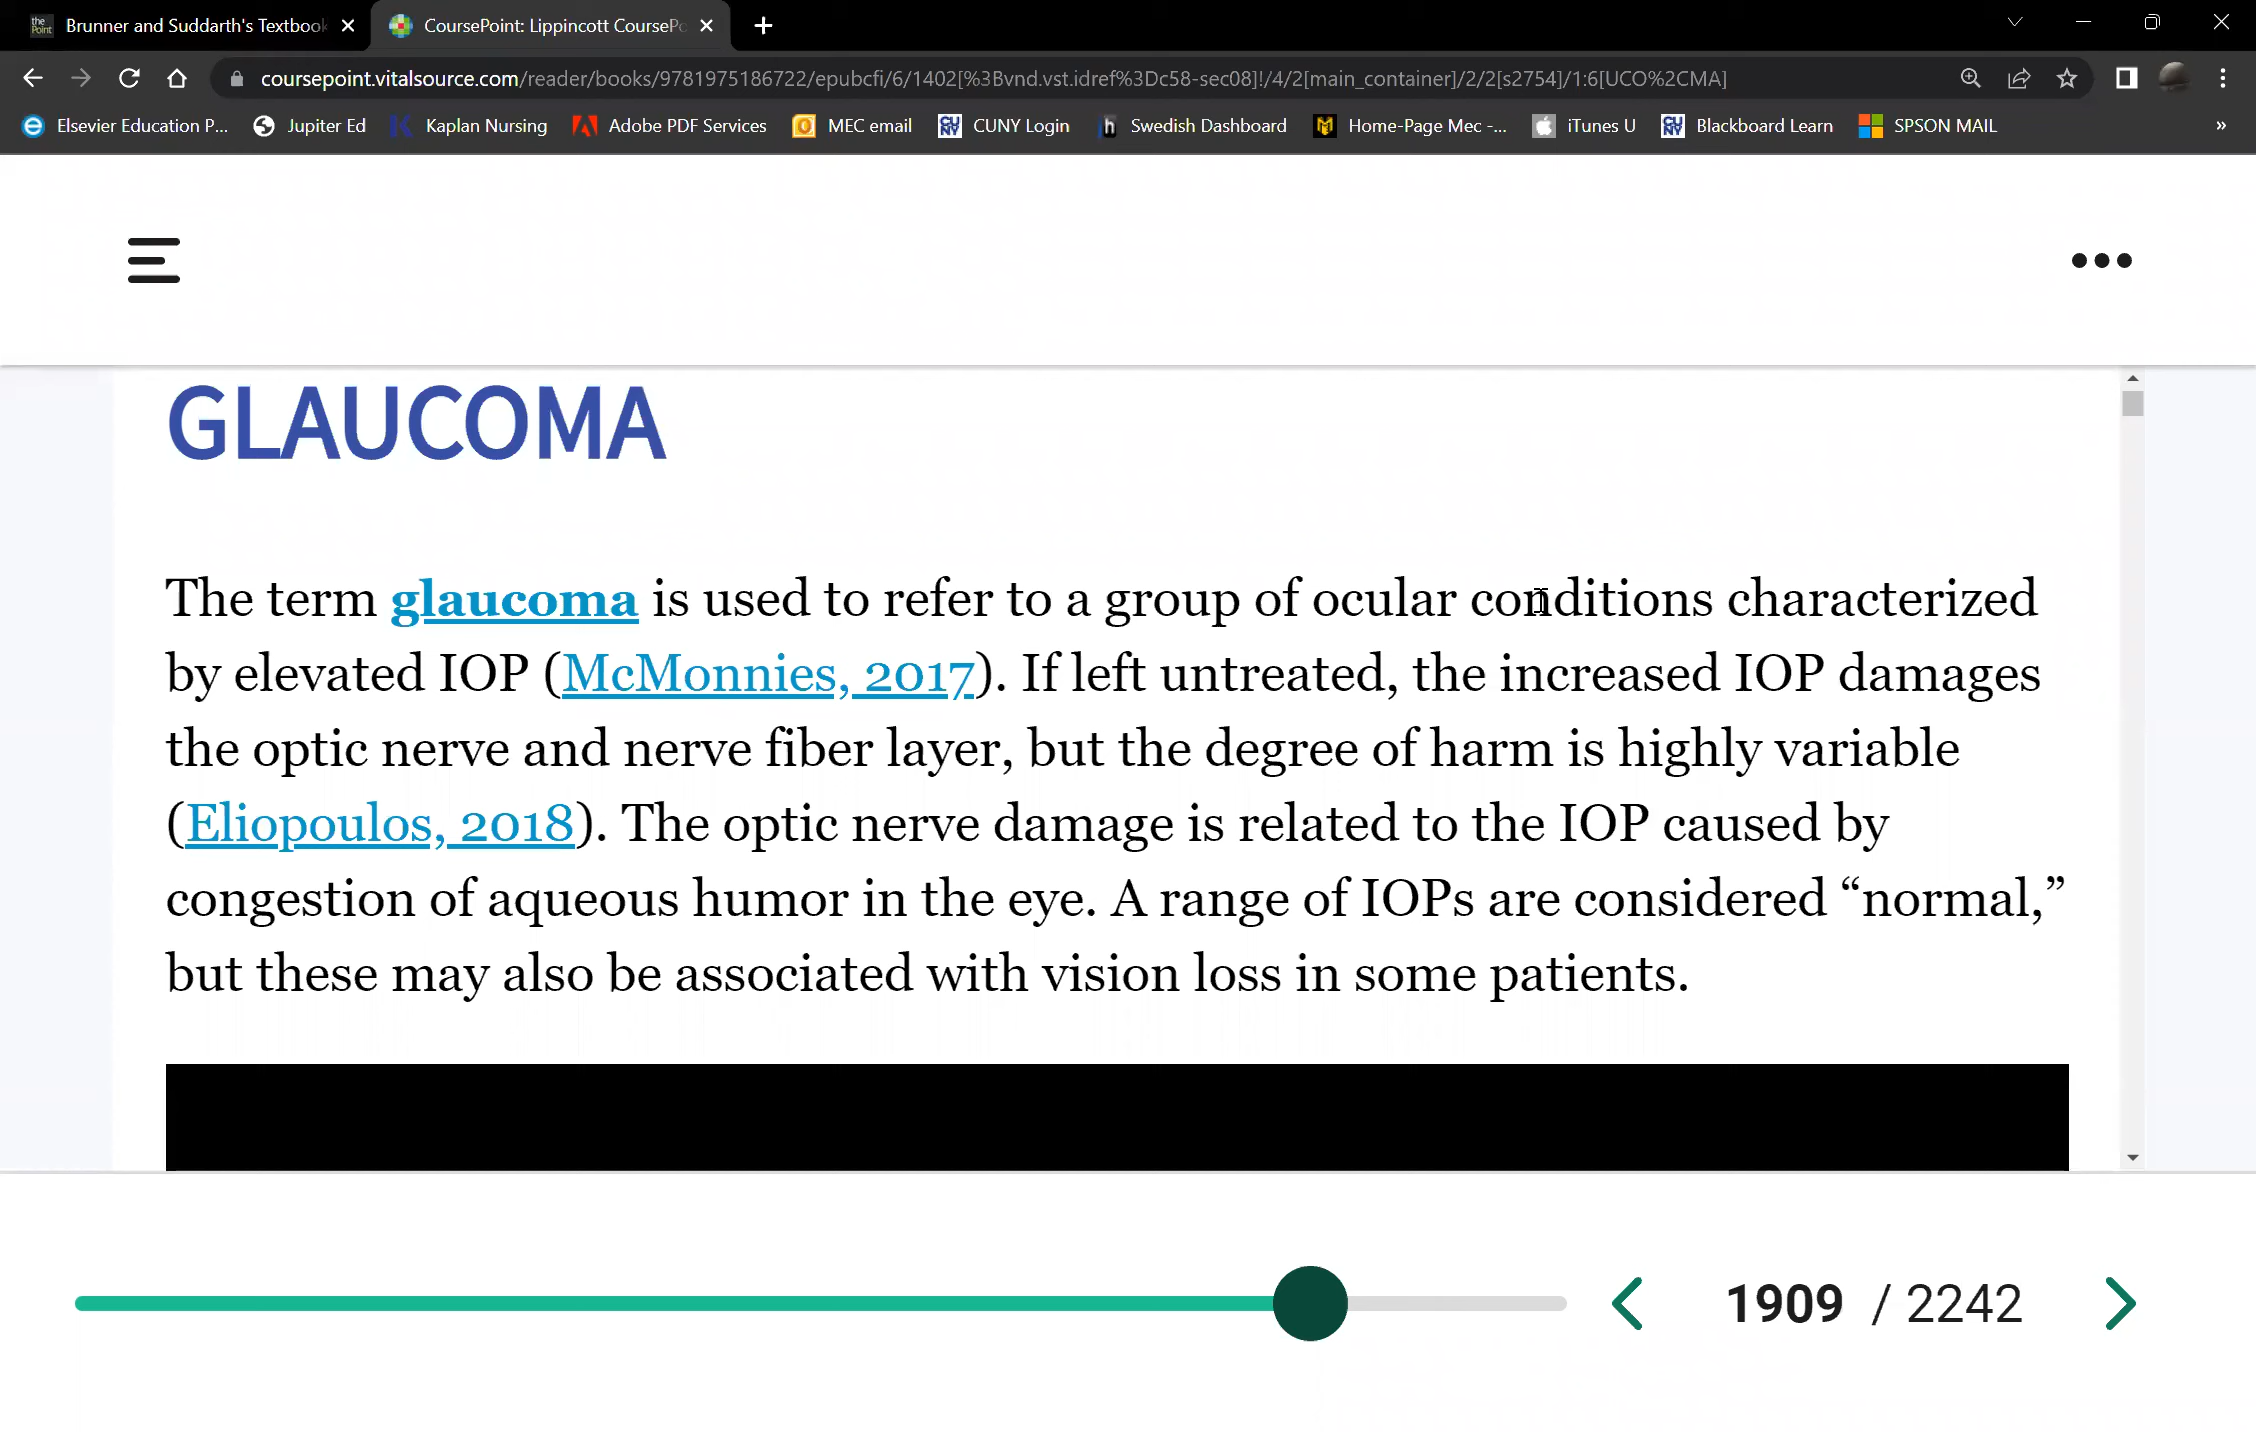 the Point
Brunner and Suddarth's Textbook
CoursePoint: Lippincott CoursePo
coursepoint.vitalsource.com/reader/books/9781975186722/epubcfi/6/1402[%3Bvnd.vst.idref%3Dc58-sec08]!/4/2[main_container]/2/2[s2754]/1:6[UCO%2CMA]
Elsevier Education P... Jupiter Ed Kaplan Nursing Adobe PDF Services MEC email CUNY Login Swedish Dashboard Home-Page Mec -... iTunes U Blackboard Learn SPSON MAIL »
GLAUCOMA
The term glaucoma is used to refer to a group of ocular conditions characterized
by elevated IOP (McMonnies, 2017). If left untreated, the increased IOP damages
the optic nerve and nerve fiber layer, but the degree of harm is highly variable
(Eliopoulos, 2018). The optic nerve damage is related to the IOP caused by
congestion of aqueous humor in the eye. A range of IOPs are considered “normal,”
but these may also be associated with vision loss in some patients.
1909 / 2242